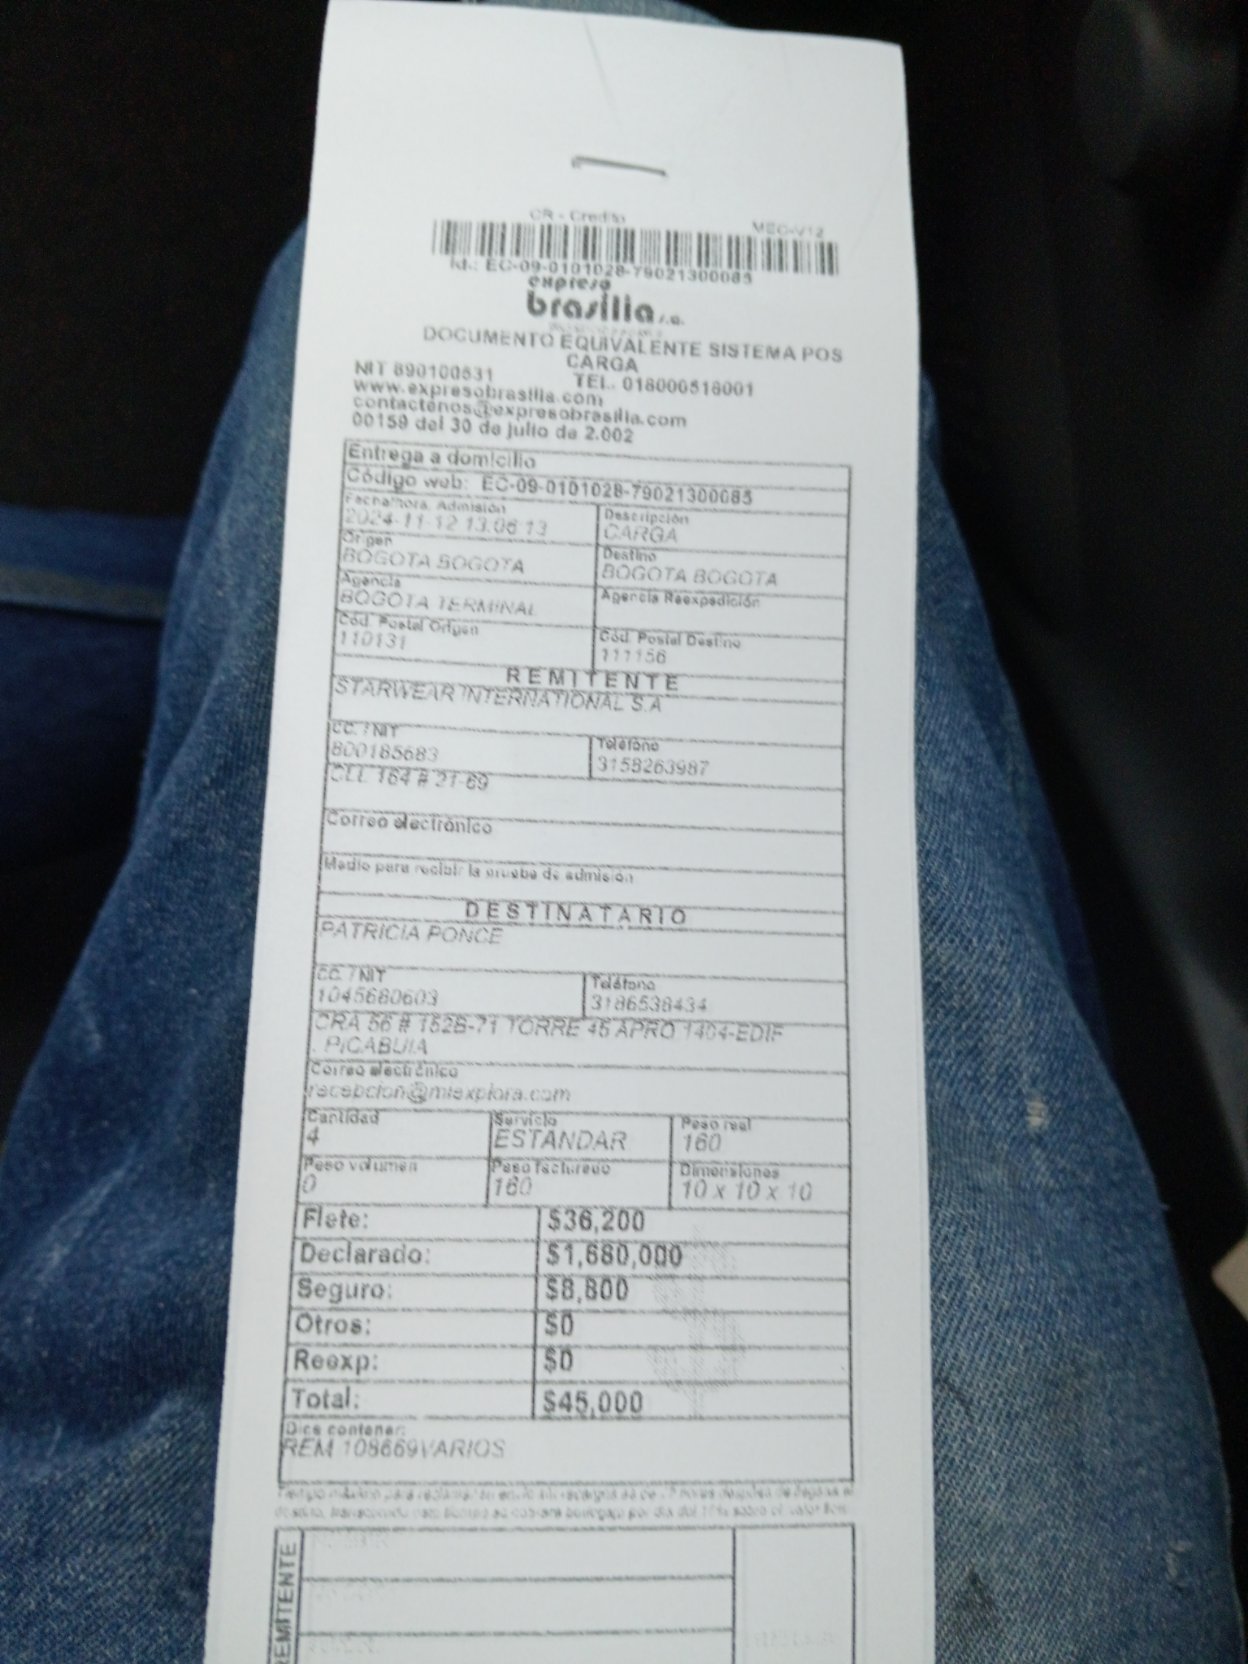 CR - Credito
MEC-V12
Id.: EC-09-0101028-79021300085
expreso
brasilia s.a.
DOCUMENTO EQUIVALENTE SISTEMA POS
CARGA
NIT 890100531 TEL. 018000518001
www.expresobrasilia.com
contactenos@expresobrasilia.com
00159 del 30 de julio de 2.002
Entrega a domicilio
Código web: EC-09-0101028-79021300085
Fecha/hora. Admisión
2024-11-12 13:06:13
Descripción
CARGA
Origen
BOGOTA BOGOTA
Destino
BOGOTA BOGOTA
Agencia
BOGOTA TERMINAL
Agencia Reexpedición
Cód. Postal Origen
110131
Cód. Postal Destino
111156
REMITENTE
STARWEAR INTERNATIONAL S.A
CC. / NIT
800185683
Teléfono
3158263987
CLL 164 # 21-69
Correo electrónico
Medio para recibir la prueba de admisión
DESTINATARIO
PATRICIA PONCE
CC. / NIT
1045680603
Teléfono
3186538434
CRA 56 # 152B-71 TORRE 45 APRO 1404-EDIF
. PICABUIA
Correo electrónico
recepcion@miexplora.com
Cantidad
4
Servicio
ESTANDAR
Peso real
160
Peso volumen
0
Peso facturado
160
Dimensiones
10 x 10 x 10
Flete: $36,200
Declarado: $1,680,000
Seguro: $8,800
Otros: $0
Reexp: $0
Total: $45,000
Dice contener:
REM 108669VARIOS
REMITENTE